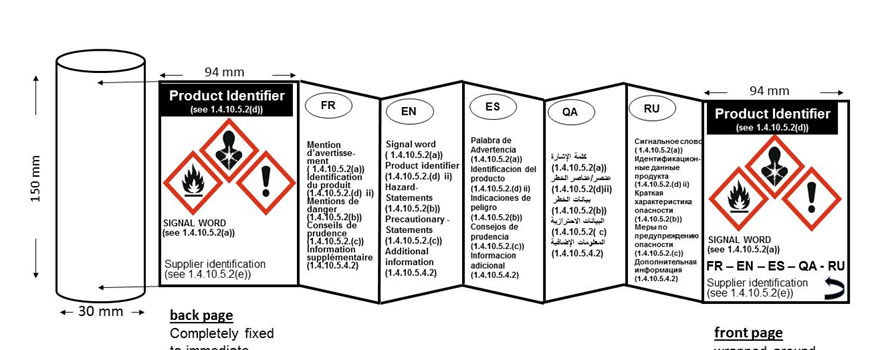 150 mm
30 mm
94 mm
Product Identifier
(see 1.4.10.5.2(d))
SIGNAL WORD
(see 1.4.10.5.2(a))
Supplier identification
(see 1.4.10.5.2(e))
back page
Completely fixed
to immediate
FR
Mention
d'avertisse-
ment
( 1.4.10.5.2(a))
Identification
du produit
(1.4.10.5.2.(d) ii)
Mentions de
danger
(1.4.10.5.2(b))
Conseils de
prudence
(1.4.10.5.2.(c))
Information
supplémentaire
(1.4.10.5.4.2)
EN
Signal word
( 1.4.10.5.2(a))
Product identifier
(1.4.10.5.2.(d) ii)
Hazard-
Statements
(1.4.10.5.2(b))
Precautionary -
Statements
(1.4.10.5.2.(c))
Additional
information
(1.4.10.5.4.2)
ES
Palabra de
Advertencia
(1.4.10.5.2(a))
Identificacion del
producto
(1.4.10.5.2.(d) ii)
Indicaciones de
peligro
(1.4.10.5.2(b))
Consejos de
prudencia
(1.4.10.5.2.(c))
Informacion
adicional
(1.4.10.5.4.2)
QA
كلمة الإشارة
(1.4.10.5.2(a))
عنصر/عناصر الخطر
(1.4.10.5.2(d)ii)
بيانات الخطر
(1.4.10.5.2(b))
البيانات الاحترازية
(1.4.10.5.2( c)
المعلومات الإضافية
(1.4.10.5.4.2)
RU
Сигнальное слово
( 1.4.10.5.2(a))
Идентификацион-
ные данные
продукта
(1.4.10.5.2.(d) ii)
Краткая
характеристика
опасности
(1.4.10.5.2(b))
Меры по
предупреждению
опасности
(1.4.10.5.2.(c))
Дополнительная
информация
(1.4.10.5.4.2)
94 mm
Product Identifier
(see 1.4.10.5.2(d))
SIGNAL WORD
(see 1.4.10.5.2(a))
FR – EN – ES – QA - RU
Supplier identification
(see 1.4.10.5.2(e))
front page
wrapped around